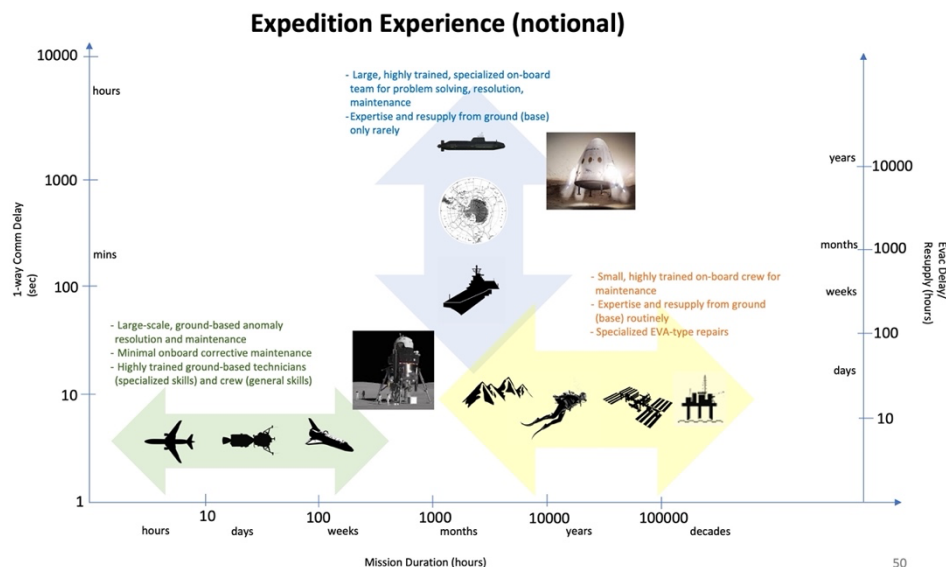 Expedition Experience (notional)
10000
hours
1000
mins
100
10
1
1-way Comm Delay
(sec)
- Large, highly trained, specialized on-board
team for problem solving, resolution,
maintenance
- Expertise and resupply from ground (base)
only rarely
- Small, highly trained on-board crew for
maintenance
- Expertise and resupply from ground
(base) routinely
- Specialized EVA-type repairs
- Large-scale, ground-based anomaly
resolution and maintenance
- Minimal onboard corrective maintenance
- Highly trained ground-based technicians
(specialized skills) and crew (general skills)
years
10000
months
1000
weeks
100
days
10
Evac Delay/
Resupply (hours)
10
100
1000
10000
100000
hours
days
weeks
months
years
decades
Mission Duration (hours)
50